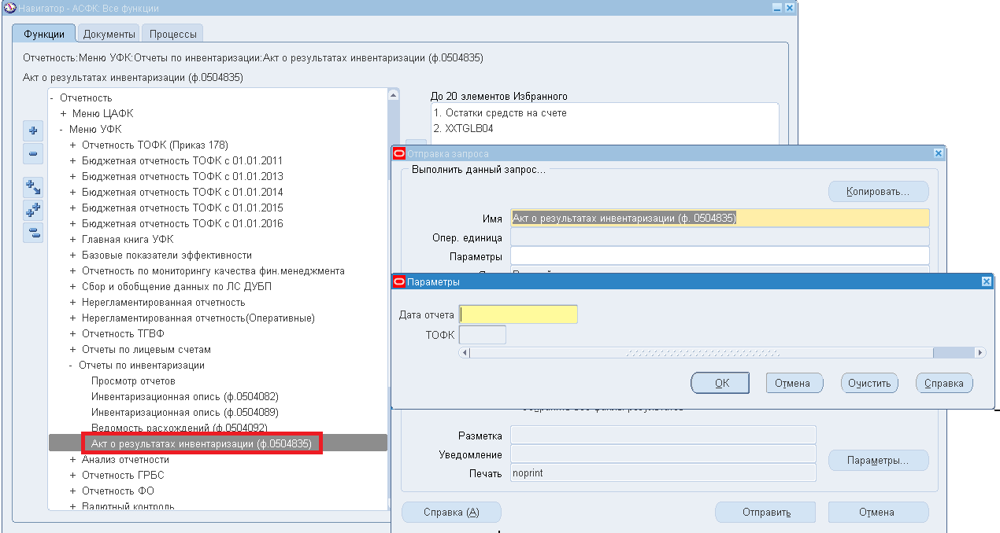 Навигатор - АСФК: Все функции
Функции
Документы
Процессы
Отчетность:Меню УФК:Отчеты по инвентаризации:Акт о результатах инвентаризации (ф.0504835)
Акт о результатах инвентаризации (ф.0504835)
- Отчетность
+ Меню ЦАФК
- Меню УФК
+ Отчетность ТОФК (Приказ 178)
+ Бюджетная отчетность ТОФК с 01.01.2011
+ Бюджетная отчетность ТОФК с 01.01.2013
+ Бюджетная отчетность ТОФК с 01.01.2014
+ Бюджетная отчетность ТОФК с 01.01.2015
+ Бюджетная отчетность ТОФК с 01.01.2016
+ Главная книга УФК
+ Базовые показатели эффективности
+ Отчетность по мониторингу качества фин.менеджмента
+ Сбор и обобщение данных по ЛС ДУБП
+ Нерегламентированная отчетность
+ Нерегламентированная отчетность(Оперативные)
+ Отчетность ТГВФ
+ Отчеты по лицевым счетам
- Отчеты по инвентаризации
Просмотр отчетов
Инвентаризационная опись (ф.0504082)
Инвентаризационная опись (ф.0504089)
Ведомость расхождений (ф.0504092)
Акт о результатах инвентаризации (ф.0504835)
+ Анализ отчетности
+ Отчетность ГРБС
+ Отчетность ФО
+ Валютный контроль
До 20 элементов Избранного
1. Остатки средств на счете
2. XXTGLB04
Отправка запроса
Выполнить данный запрос...
Копировать...
Имя
Акт о результатах инвентаризации (ф. 0504835)
Опер. единица
Параметры
Параметры
Дата отчета
ТОФК
ОК
Отмена
Очистить
Справка
Разметка
Уведомление
Параметры...
Печать
noprint
Справка (А)
Отправить
Отмена